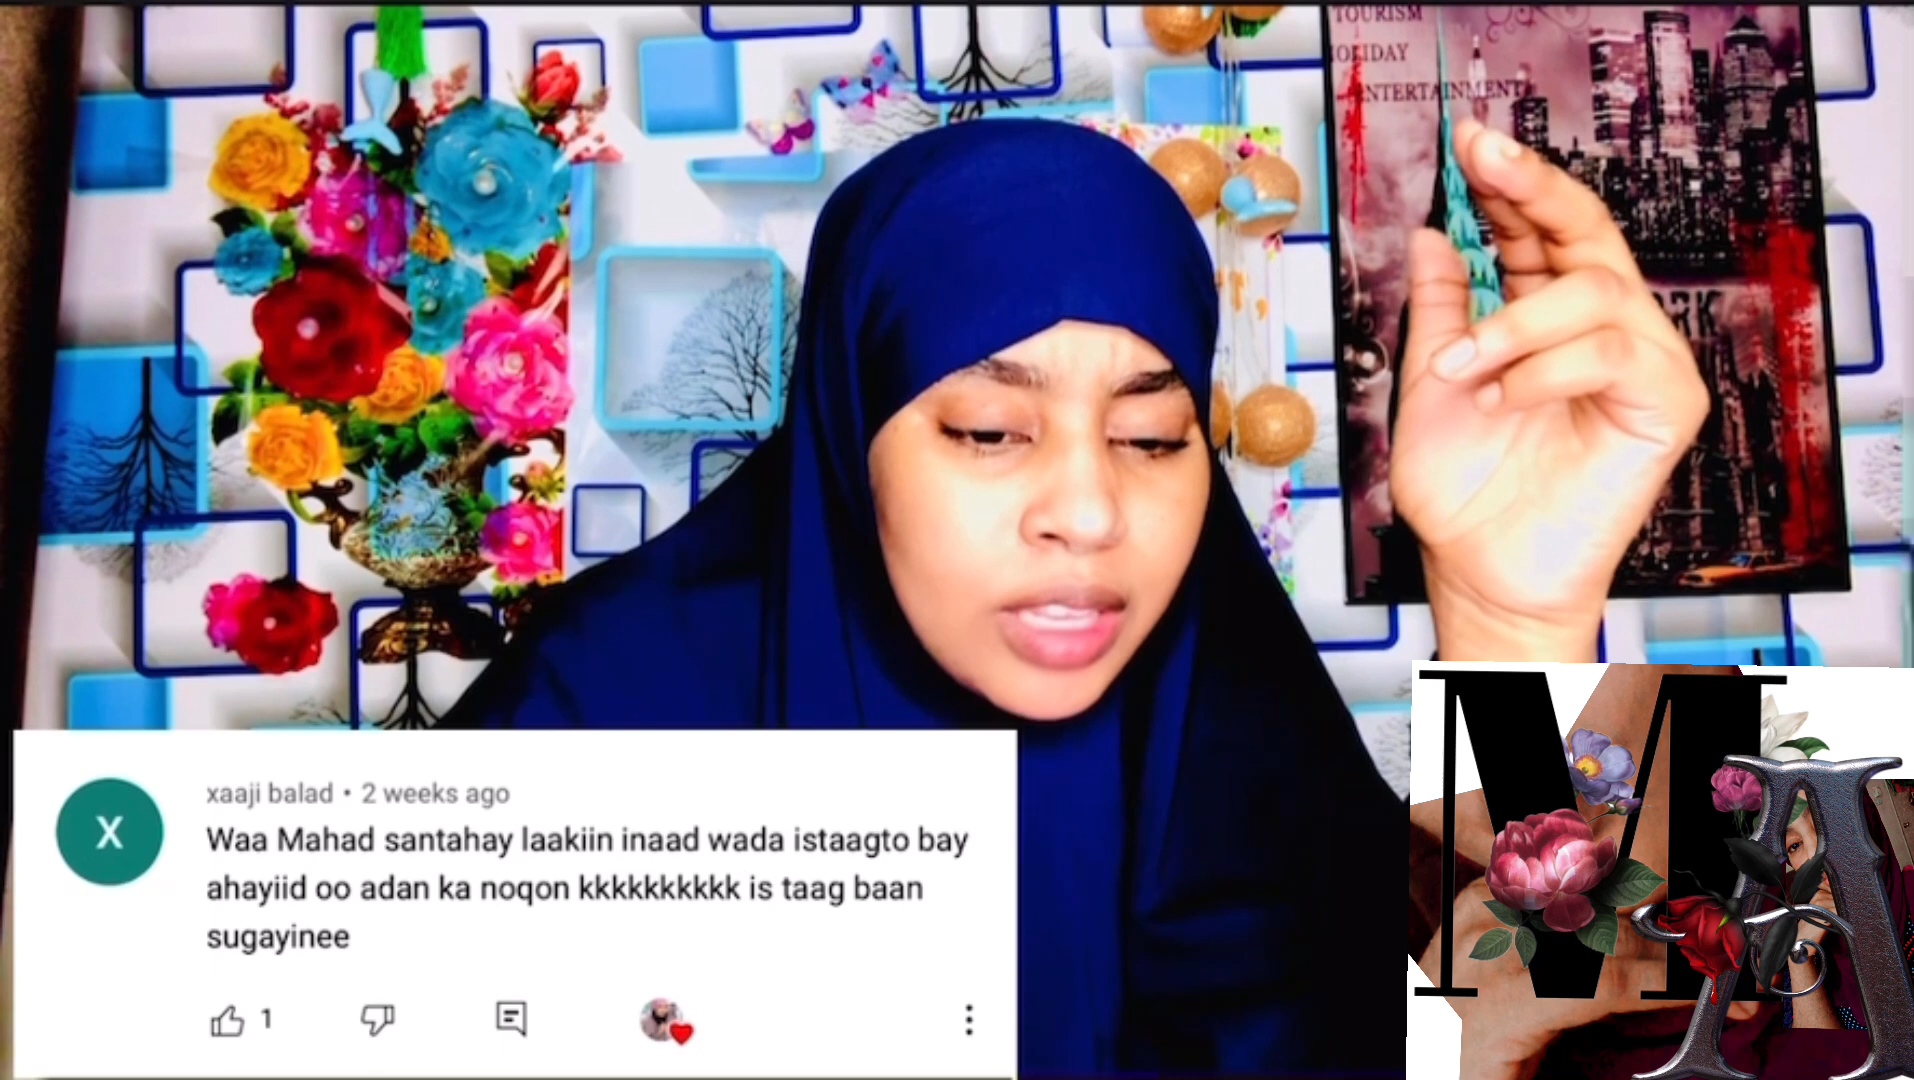 TOURISM
HOLIDAY
ENTERTAINMENT
xaaji balad • 2 weeks ago
X
Waa Mahad santahay laakiin inaad wada istaagto bay
ahayiid oo adan ka noqon kkkkkkkkkk is taag baan
sugayinee
1
M
A